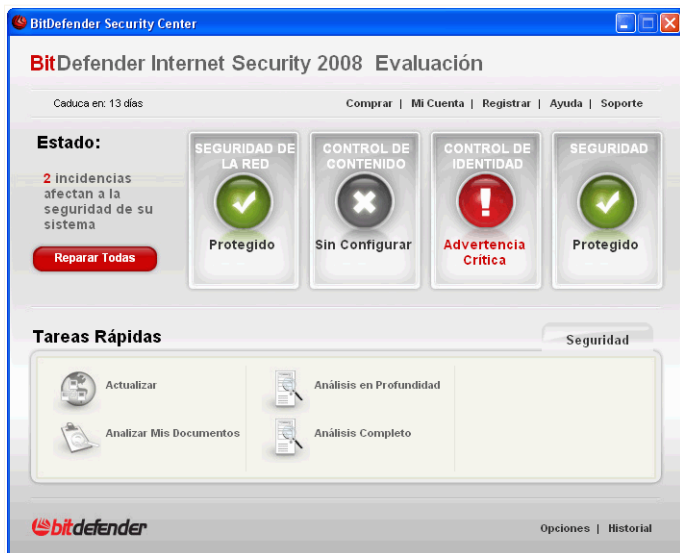 BitDefender Security Center
BitDefender Internet Security 2008 Evaluación
Caduca en: 13 días
Comprar | Mi Cuenta | Registrar | Ayuda | Soporte
Estado:
2 incidencias
afectan a la
seguridad de su
sistema
Reparar Todas
SEGURIDAD DE
LA RED
Protegido
CONTROL DE
CONTENIDO
Sin Configurar
CONTROL DE
IDENTIDAD
Advertencia
Crítica
SEGURIDAD
Protegido
Tareas Rápidas
Seguridad
Actualizar
Análisis en Profundidad
Analizar Mis Documentos
Análisis Completo
bitdefender
Opciones | Historial